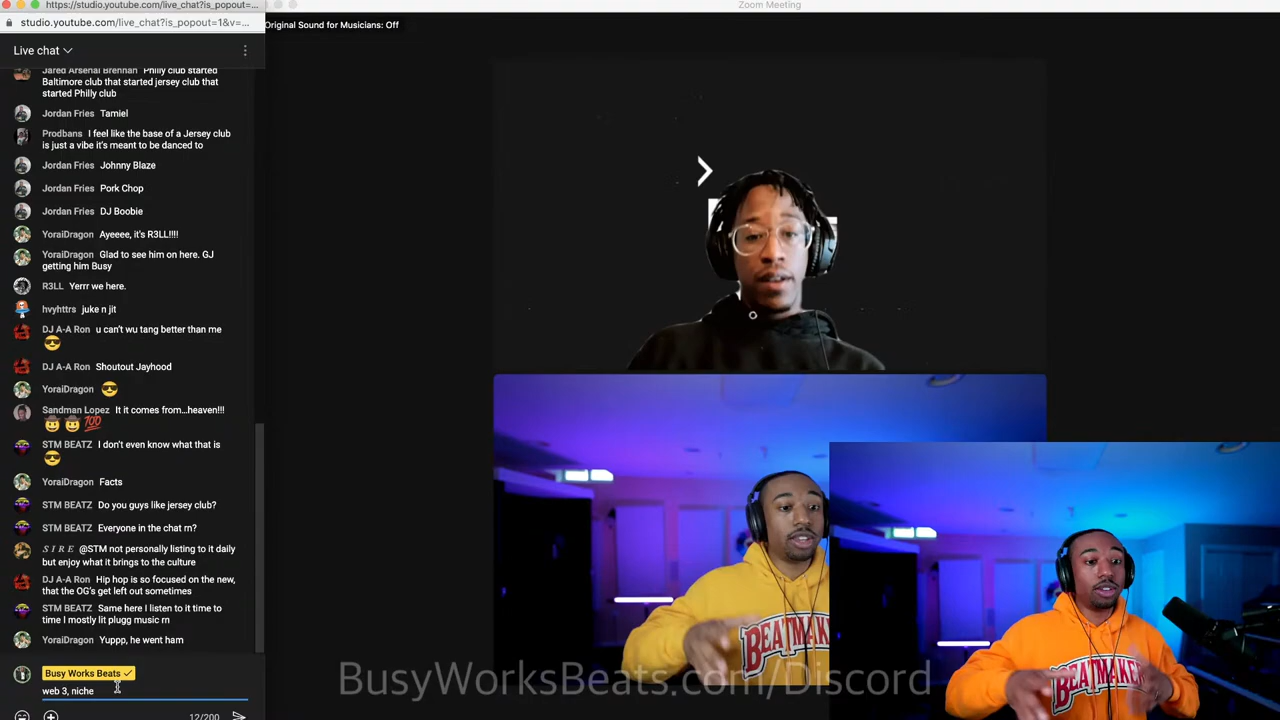 https://studio.youtube.com/live_chat?is_popout=...
Zoom Meeting
studio.youtube.com/live_chat?is_popout=1&v=...
Original Sound for Musicians: Off
Live chat
Jared Arsenal Brennan Philly club started
Baltimore club that started jersey club that
started Philly club
Jordan Fries Tamiel
Prodbans I feel like the base of a Jersey club
is just a vibe it's meant to be danced to
Jordan Fries Johnny Blaze
Jordan Fries Pork Chop
Jordan Fries DJ Boobie
YoraiDragon Ayeeee, it's R3LL!!!!
YoraiDragon Glad to see him on here. GJ
getting him Busy
R3LL Yerrr we here.
hvyhttrs juke n jit
DJ A-A Ron u can't wu tang better than me
😎
DJ A-A Ron Shoutout Jayhood
YoraiDragon 😎
Sandman Lopez It it comes from...heaven!!!
🤠 🤠 💯
STM BEATZ I don't even know what that is
😎
YoraiDragon Facts
STM BEATZ Do you guys like jersey club?
STM BEATZ Everyone in the chat rn?
S I R E @STM not personally listing to it daily
but enjoy what it brings to the culture
DJ A-A Ron Hip hop is so focused on the new,
that the OG's get left out sometimes
STM BEATZ Same here I listen to it time to
time I mostly lit plugg music rn
YoraiDragon Yuppp, he went ham
Busy Works Beats ✓
web 3, niche
12/200
BEATMAK
BEATMAKER
BusyWorksBeats.com/Discord